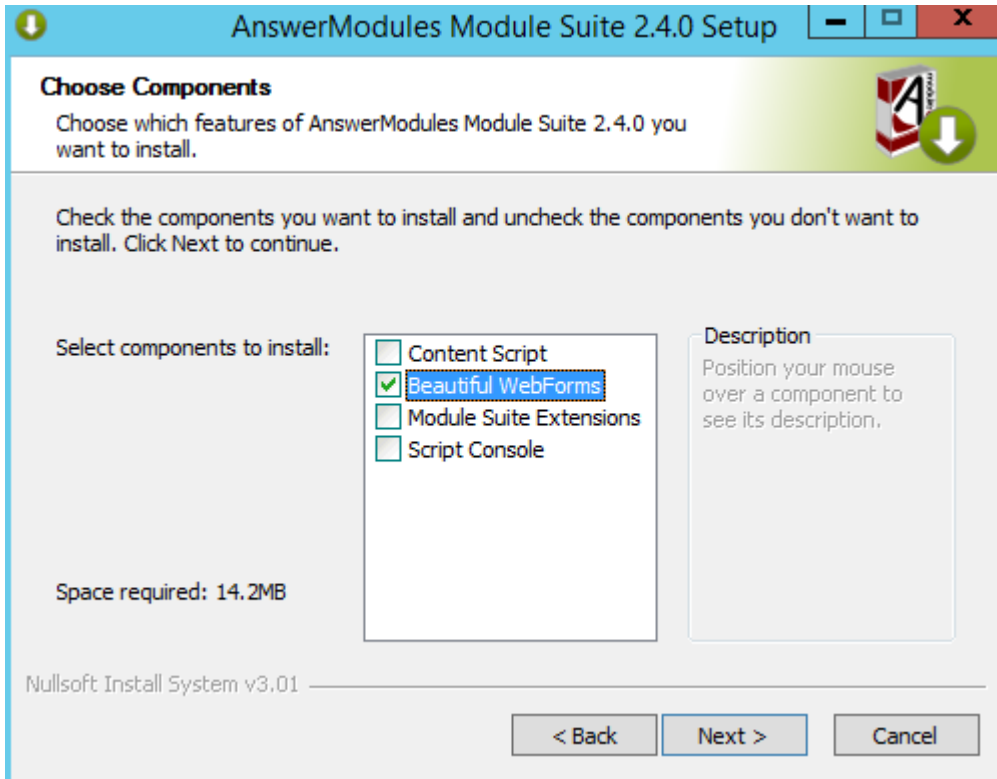 AnswerModules Module Suite 2.4.0 Setup
Choose Components
Choose which features of AnswerModules Module Suite 2.4.0 you
want to install.
A modules
Check the components you want to install and uncheck the components you don't want to
install. Click Next to continue.
Select components to install:
Content Script
Beautiful WebForms
Module Suite Extensions
Script Console
Description
Position your mouse
over a component to
see its description.
Space required: 14.2MB
Nullsoft Install System v3.01
< Back
Next >
Cancel